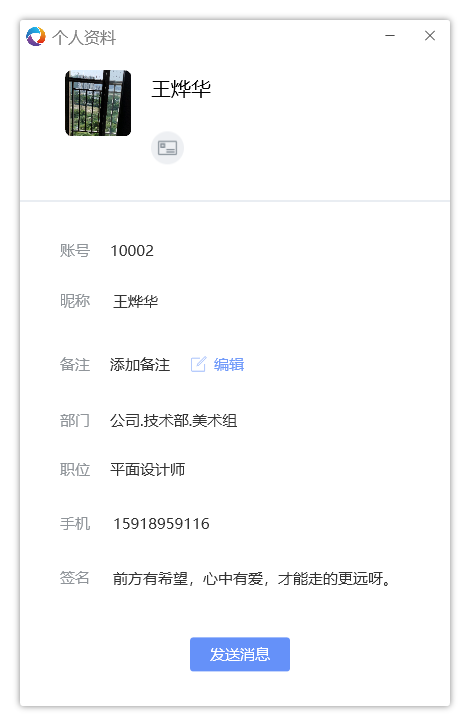 个人资料
王烨华
账号 10002
昵称 王烨华
备注 添加备注 编辑
部门 公司.技术部.美术组
职位 平面设计师
手机 15918959116
签名 前方有希望，心中有爱，才能走的更远呀。
发送消息